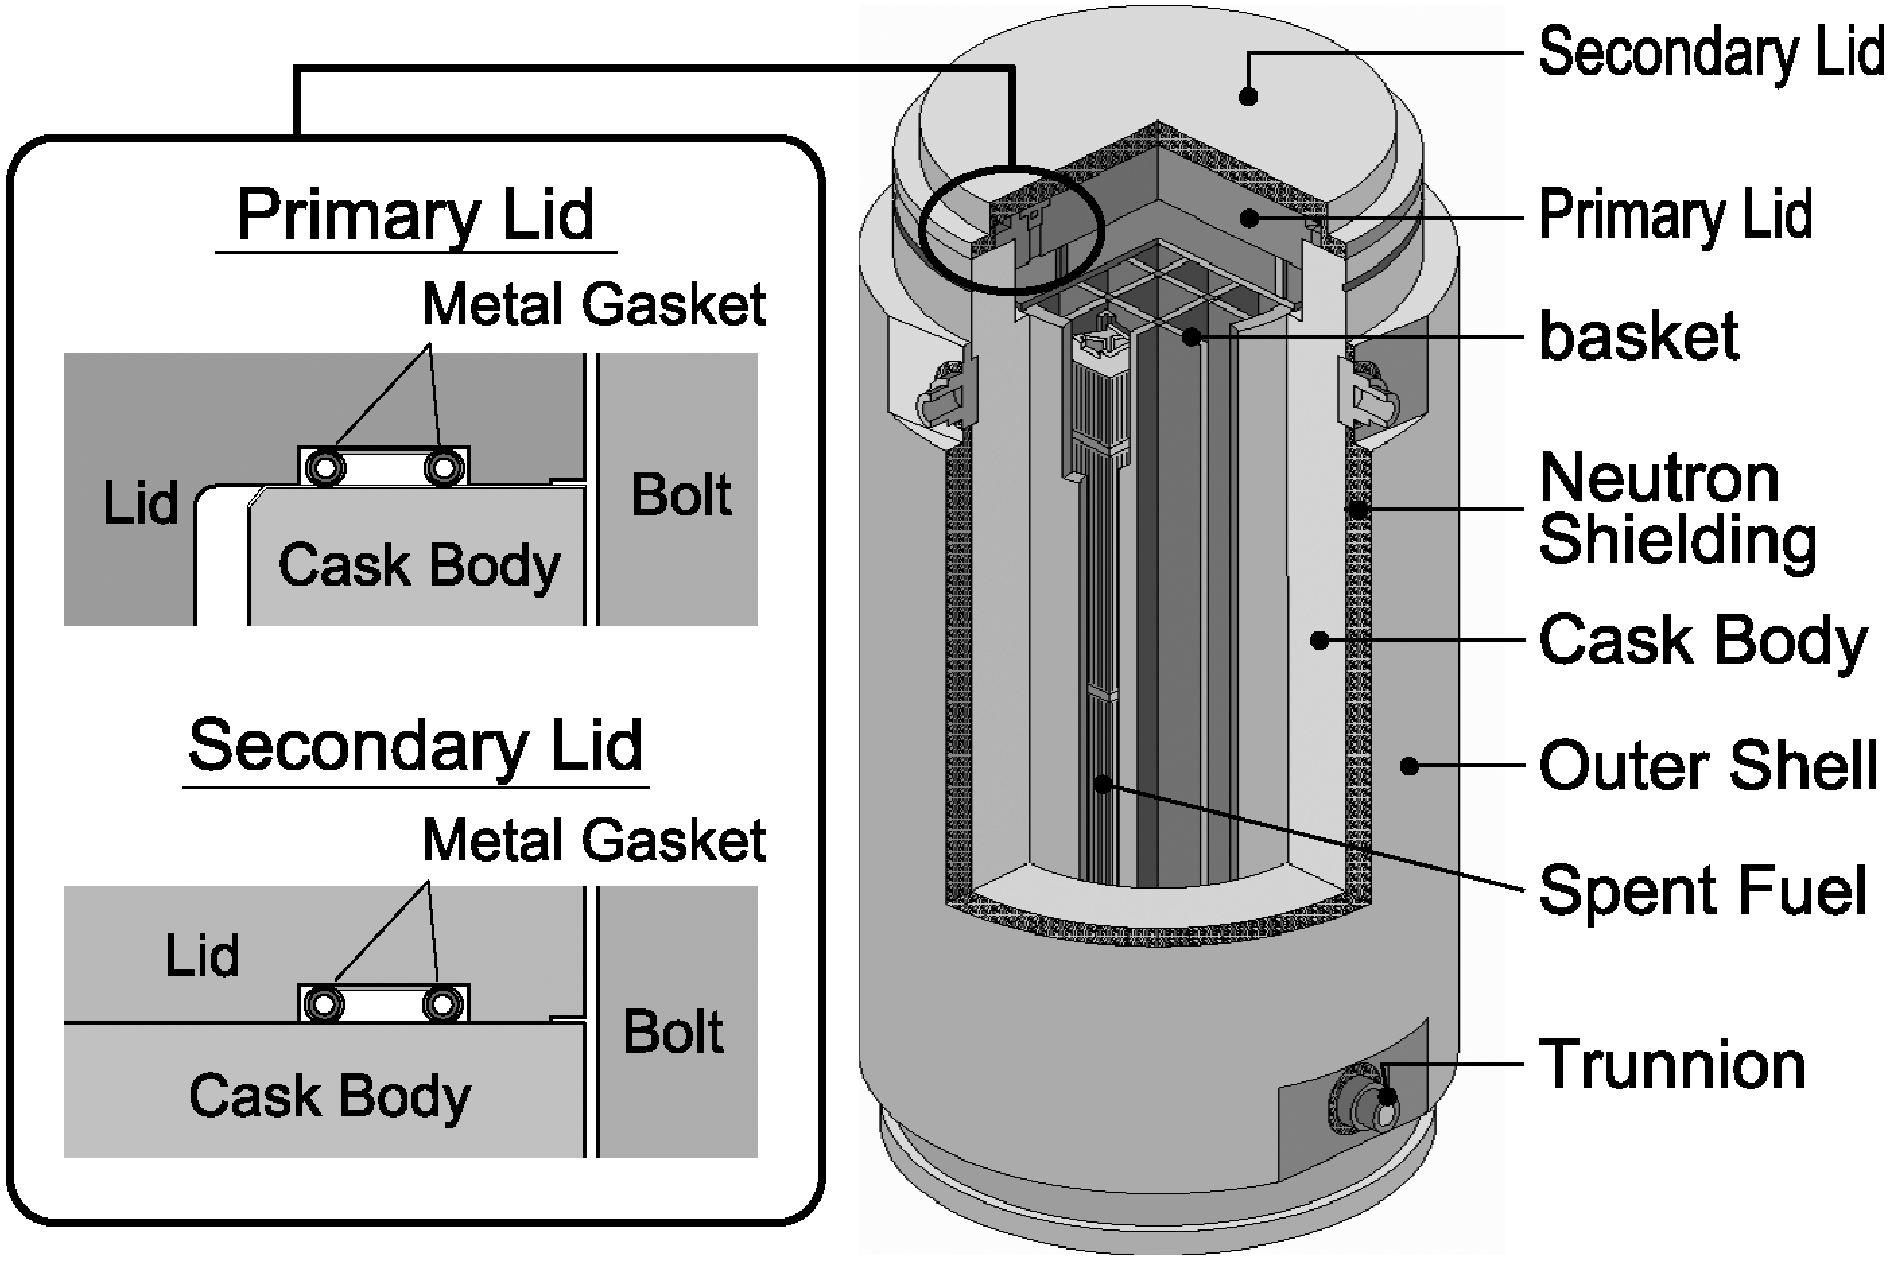 Primary Lid
Metal Gasket
Lid
Bolt
Cask Body
Secondary Lid
Metal Gasket
Lid
Bolt
Cask Body
Secondary Lid
Primary Lid
basket
Neutron
Shielding
Cask Body
Outer Shell
Spent Fuel
Trunnion